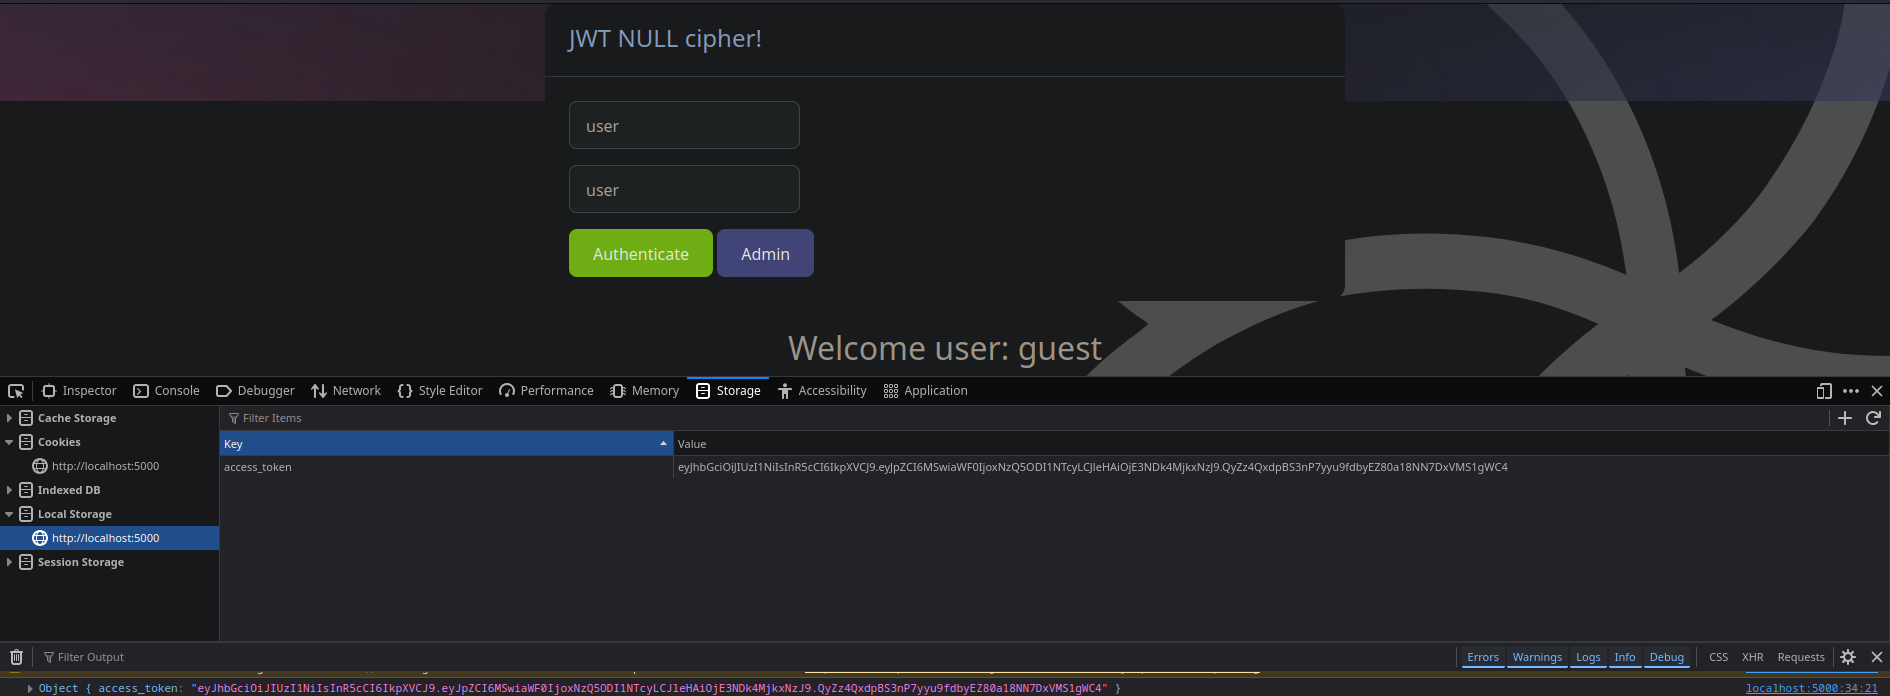 JWT NULL cipher!
user
user
Authenticate Admin
Welcome user: guest
Inspector Console Debugger Network Style Editor Performance Memory Storage Accessibility Application
Cache Storage
Cookies
http://localhost:5000
Indexed DB
Local Storage
http://localhost:5000
Session Storage
Filter Items
Key Value
access_token eyJhbGciOiJIUzI1NiIsInR5cCI6IkpXVCJ9.eyJpZCI6MSwiaWF0IjoxNzQ5ODI1NTcyLCJleHAiOjE3NDk4MjkxNzJ9.QyZz4QxdpBS3nP7yyu9fdbyEZ80a18NN7DxVMS1gWC4
Filter Output Errors Warnings Logs Info Debug CSS XHR Requests
Object { access_token: "eyJhbGciOiJIUzI1NiIsInR5cCI6IkpXVCJ9.eyJpZCI6MSwiaWF0IjoxNzQ5ODI1NTcyLCJleHAiOjE3NDk4MjkxNzJ9.QyZz4QxdpBS3nP7yyu9fdbyEZ80a18NN7DxVMS1gWC4" } localhost:5000:34:21